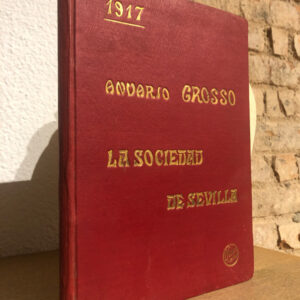 1917
ANUARIO GROSSO
LA SOCIEDAD
DE SEVILLA